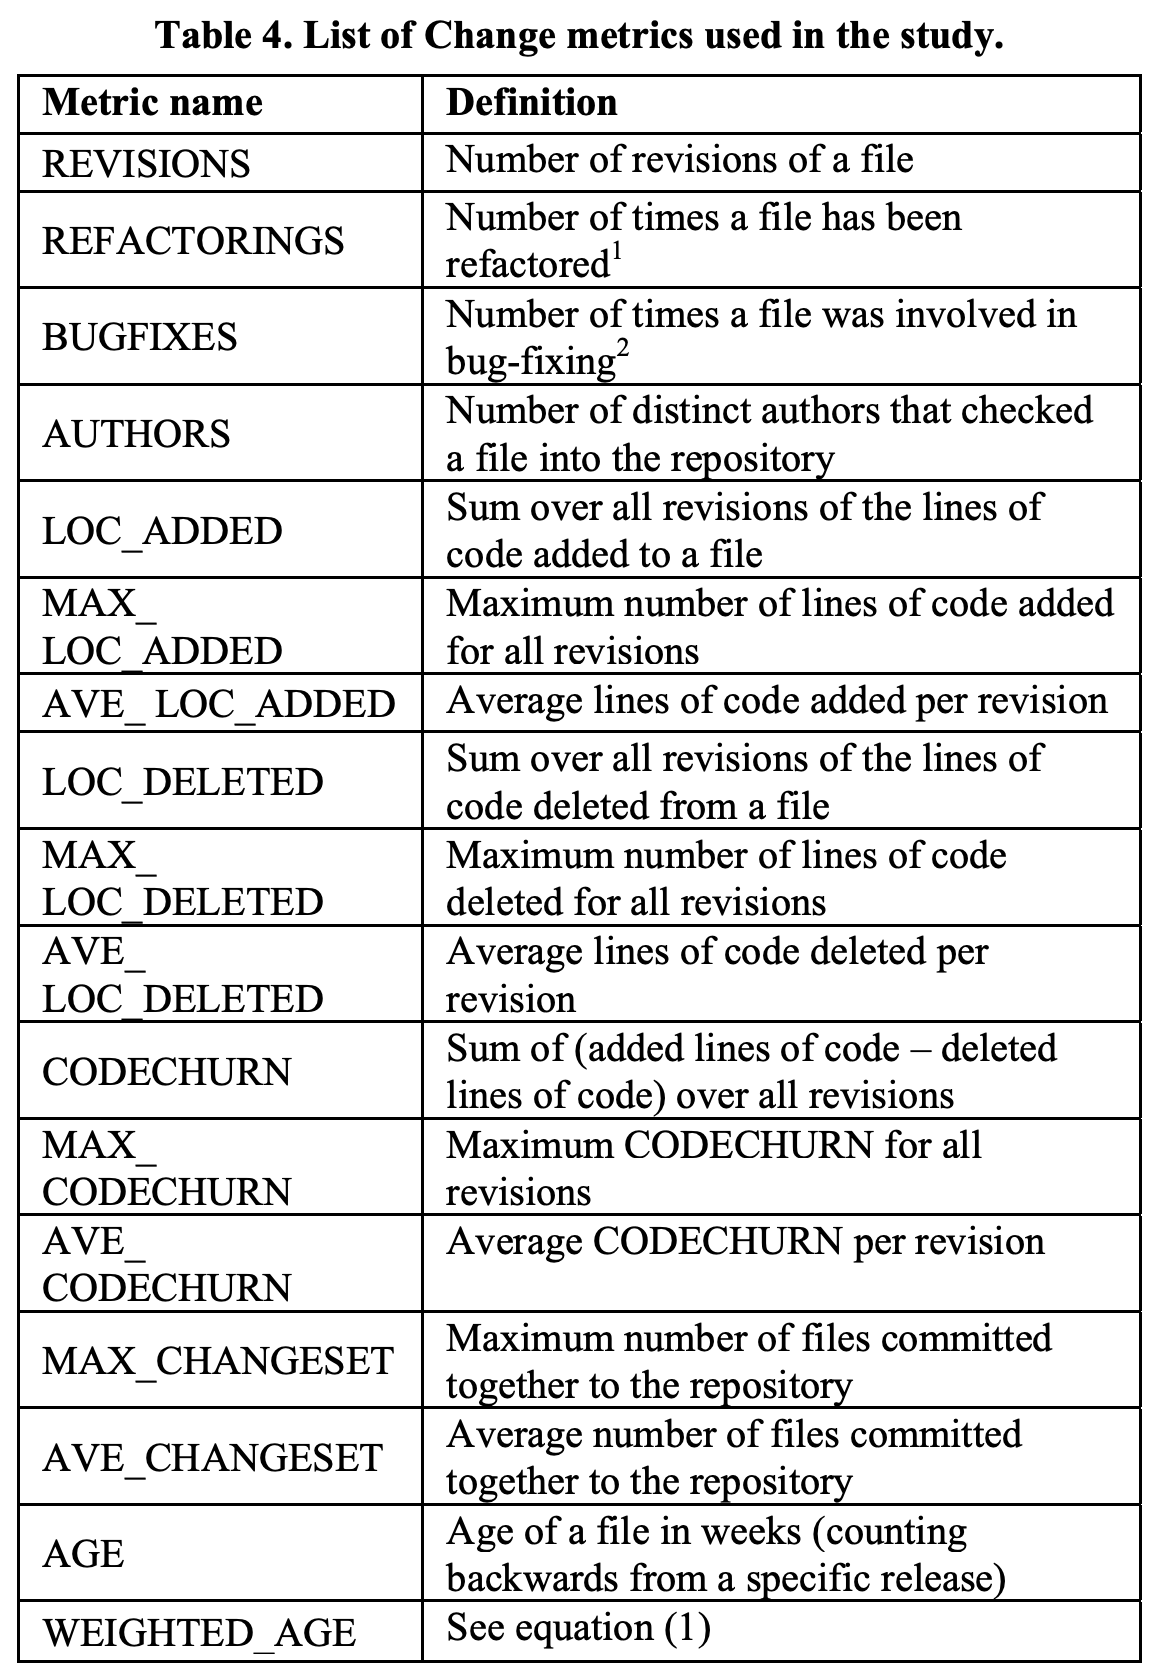 Table 4. List of Change metrics used in the study.
Metric name
Definition
REVISIONS
Number of revisions of a file
REFACTORINGS
Number of times a file has been
refactored1
BUGFIXES
Number of times a file was involved in
bug-fixing2
AUTHORS
Number of distinct authors that checked
a file into the repository
LOC_ADDED
Sum over all revisions of the lines of
code added to a file
MAX_
LOC_ADDED
Maximum number of lines of code added
for all revisions
AVE_ LOC_ADDED
Average lines of code added per revision
LOC_DELETED
Sum over all revisions of the lines of
code deleted from a file
MAX_
LOC_DELETED
Maximum number of lines of code
deleted for all revisions
AVE_
LOC_DELETED
Average lines of code deleted per
revision
CODECHURN
Sum of (added lines of code – deleted
lines of code) over all revisions
MAX_
CODECHURN
Maximum CODECHURN for all
revisions
AVE_
CODECHURN
Average CODECHURN per revision
MAX_CHANGESET
Maximum number of files committed
together to the repository
AVE_CHANGESET
Average number of files committed
together to the repository
AGE
Age of a file in weeks (counting
backwards from a specific release)
WEIGHTED_AGE
See equation (1)